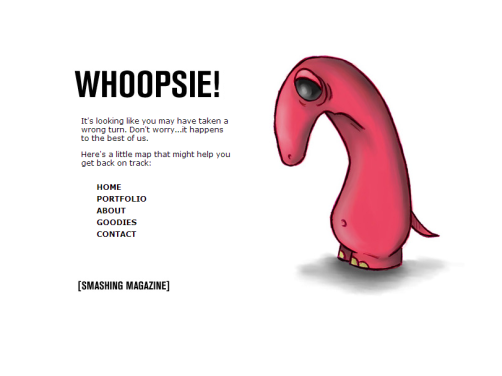 WHOOPSIE!
It's looking like you may have taken a
wrong turn. Don't worry...it happens
to the best of us.
Here's a little map that might help you
get back on track:
HOME
PORTFOLIO
ABOUT
GOODIES
CONTACT
[SMASHING MAGAZINE]